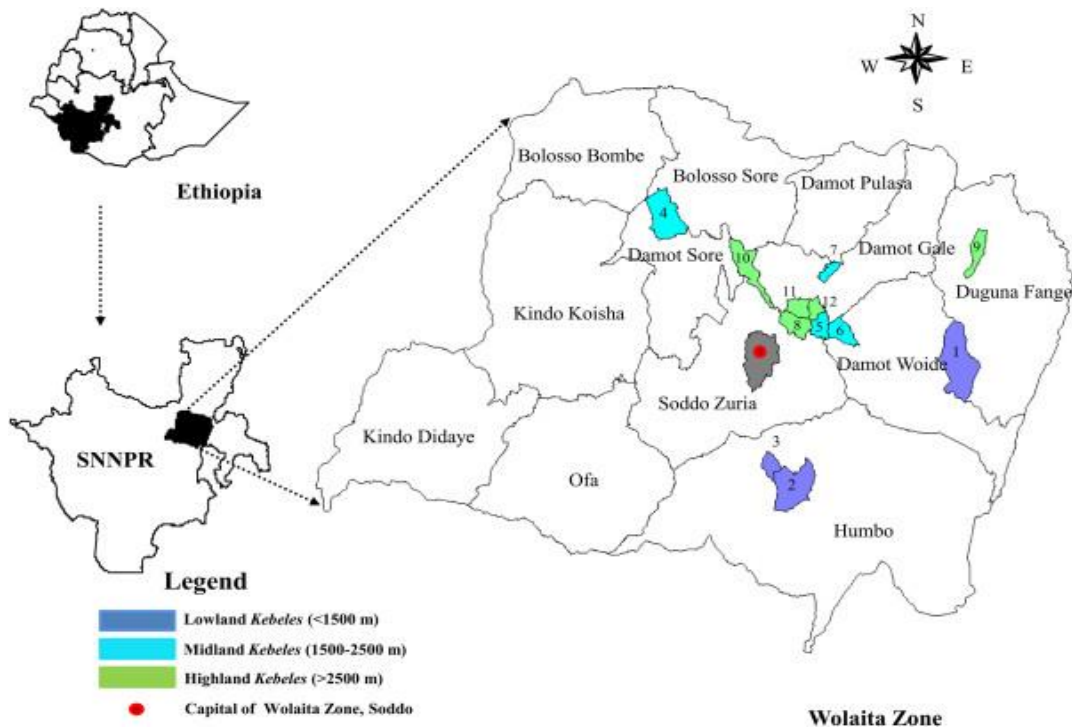 N
W E
S
Ethiopia
Bolosso Bombe
Bolosso Sore
Damot Pulasa
4
7
Damot Gale
9
Damot Sore
10
Duguna Fango
11
12
Kindo Koisha
8
5
6
1
Damot Woide
Soddo Zuria
Kindo Didaye
3
SNNPR
Ofa
2
Humbo
Legend
Lowland Kebeles (<1500 m)
Midland Kebeles (1500-2500 m)
Highland Kebeles (>2500 m)
Capital of Wolaita Zone, Soddo
Wolaita Zone